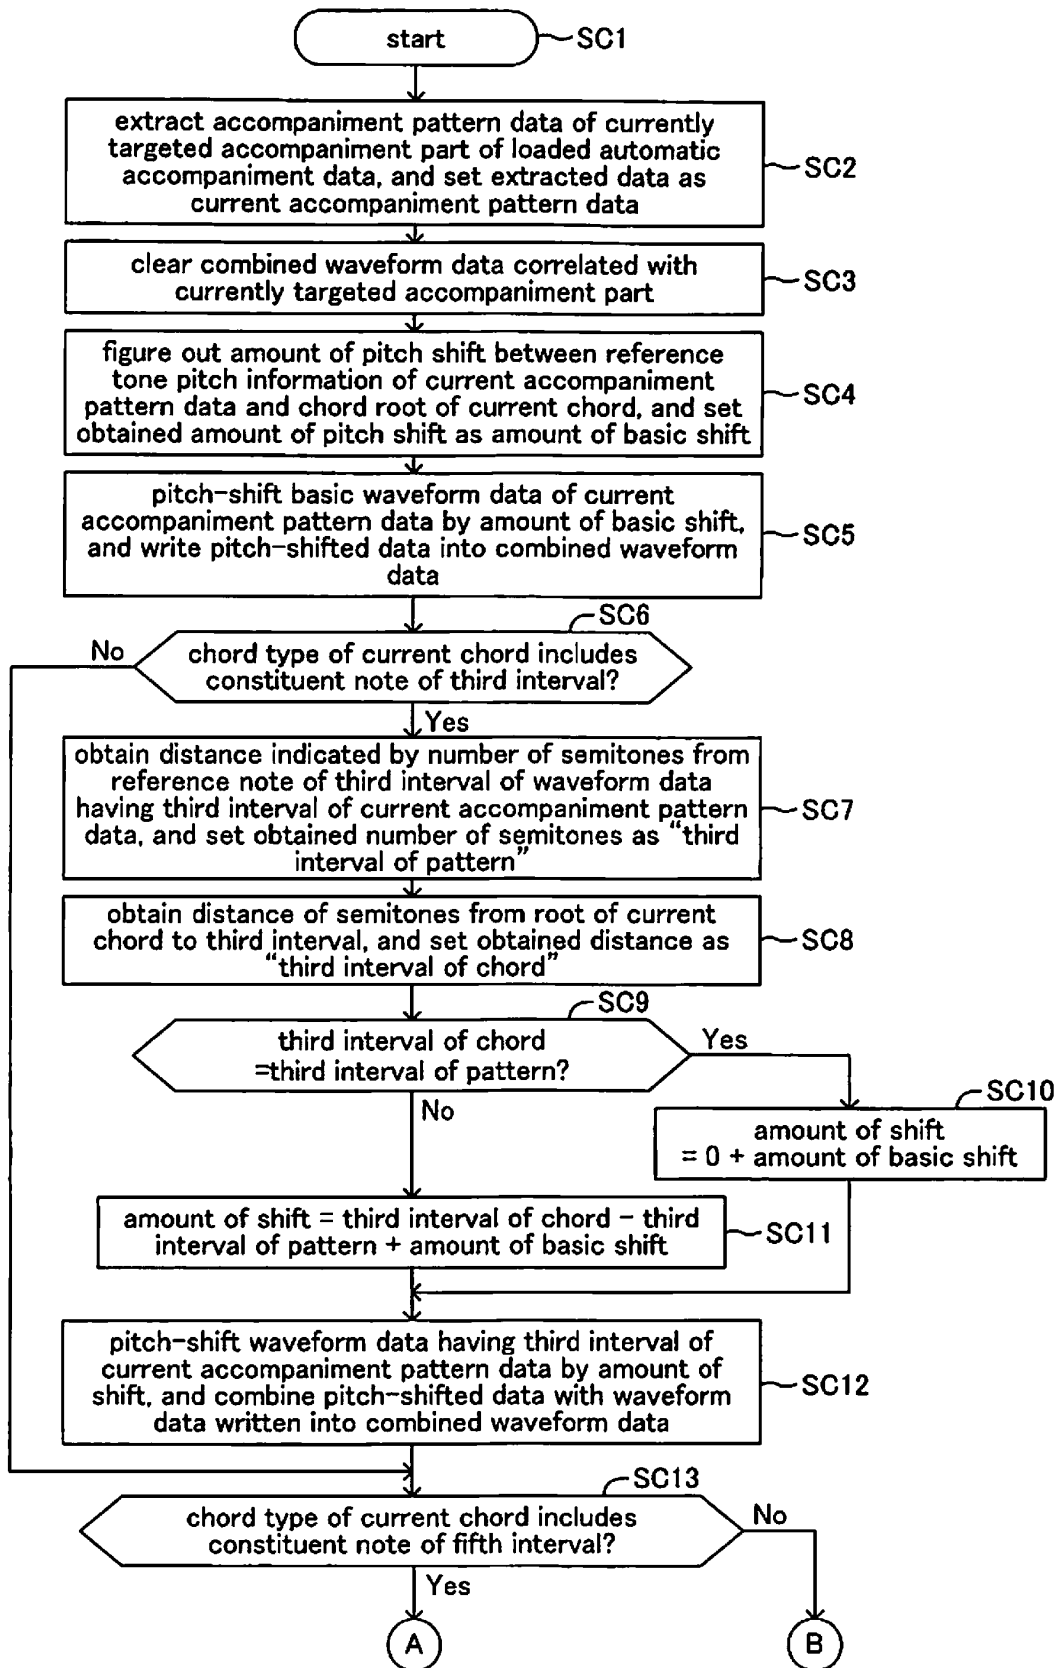 start
SC1
extract accompaniment pattern data of currently
targeted accompaniment part of loaded automatic
accompaniment data, and set extracted data as
current accompaniment pattern data
SC2
clear combined waveform data correlated with
currently targeted accompaniment part
SC3
figure out amount of pitch shift between reference
tone pitch information of current accompaniment
pattern data and chord root of current chord, and set
obtained amount of pitch shift as amount of basic shift
SC4
pitch-shift basic waveform data of current
accompaniment pattern data by amount of basic shift,
and write pitch-shifted data into combined waveform
data
SC5
SC6
No
chord type of current chord includes
constituent note of third interval?
Yes
obtain distance indicated by number of semitones from
reference note of third interval of waveform data
having third interval of current accompaniment pattern
data, and set obtained number of semitones as “third
interval of pattern”
SC7
obtain distance of semitones from root of current
chord to third interval, and set obtained distance as
“third interval of chord”
SC8
SC9
third interval of chord
=third interval of pattern?
Yes
No
SC10
amount of shift
= 0 + amount of basic shift
amount of shift = third interval of chord - third
interval of pattern + amount of basic shift
SC11
pitch-shift waveform data having third interval of
current accompaniment pattern data by amount of
shift, and combine pitch-shifted data with waveform
data written into combined waveform data
SC12
SC13
chord type of current chord includes
constituent note of fifth interval?
No
Yes
A
B